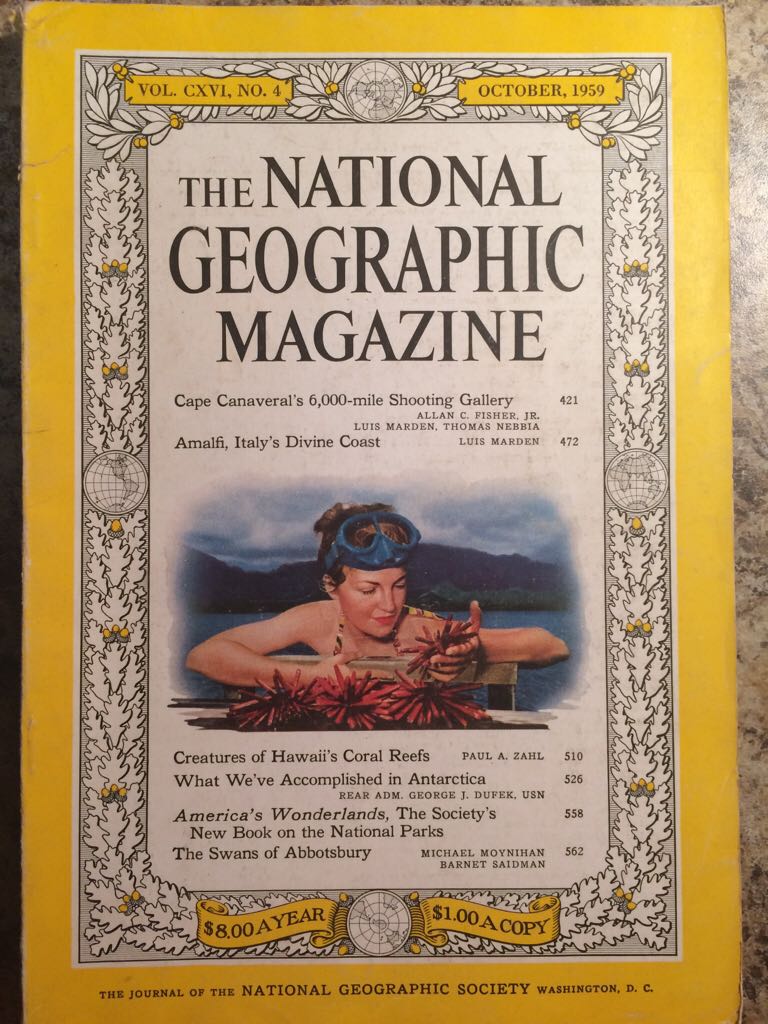 VOL. CXVI, NO. 4
OCTOBER, 1959
THE NATIONAL
GEOGRAPHIC
MAGAZINE
Cape Canaveral's 6,000-mile Shooting Gallery 421
ALLAN C. FISHER, JR.
LUIS MARDEN, THOMAS NEBBIA
Amalfi, Italy's Divine Coast LUIS MARDEN 472
Creatures of Hawaii's Coral Reefs PAUL A. ZAHL 510
What We've Accomplished in Antarctica 526
REAR ADM. GEORGE J. DUFEK, USN
America's Wonderlands, The Society's 558
New Book on the National Parks
The Swans of Abbotsbury MICHAEL MOYNIHAN 562
BARNET SAIDMAN
$8.00 A YEAR
$1.00 A COPY
THE JOURNAL OF THE NATIONAL GEOGRAPHIC SOCIETY WASHINGTON, D. C.